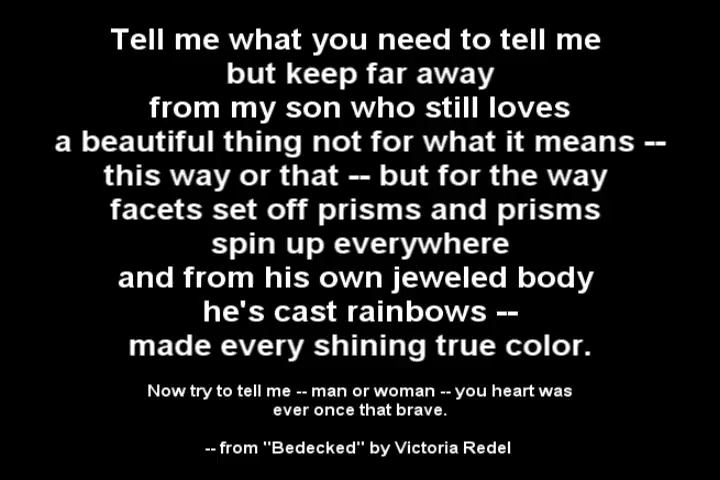 Tell me what you need to tell me
but keep far away
from my son who still loves
a beautiful thing not for what it means --
this way or that -- but for the way
facets set off prisms and prisms
spin up everywhere
and from his own jeweled body
he's cast rainbows --
made every shining true color.
Now try to tell me -- man or woman -- you heart was
ever once that brave.
-- from "Bedecked" by Victoria Redel